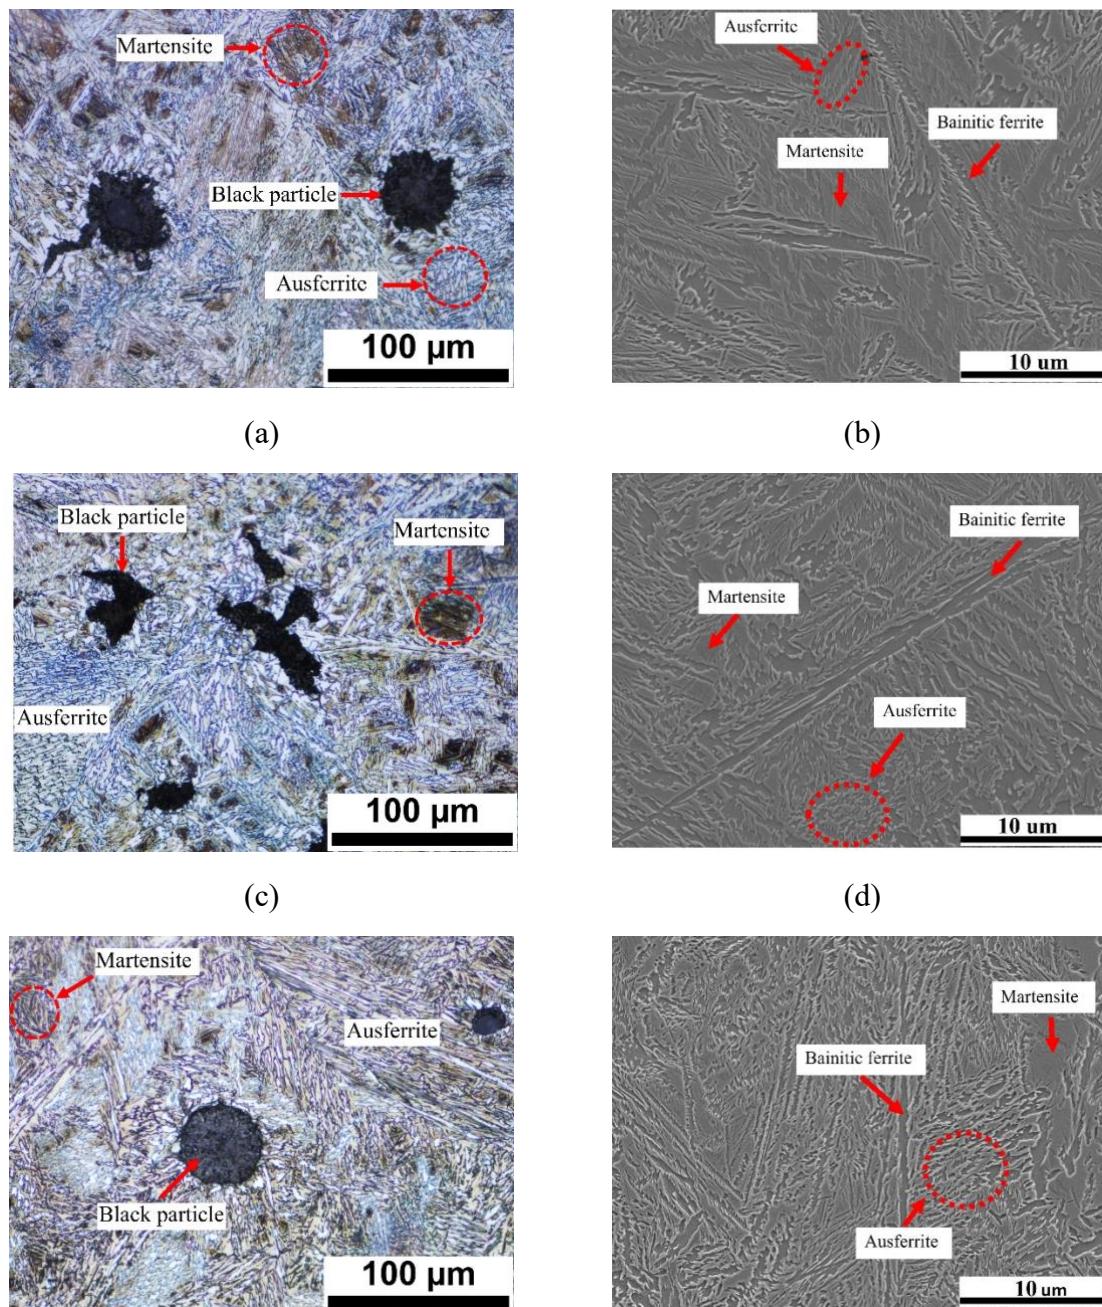 Martensite
Black particle
Ausferrite
100 µm
Ausferrite
Bainitic ferrite
Martensite
10 um
(a)
(b)
Black particle
Martensite
Ausferrite
100 µm
Bainitic ferrite
Martensite
Ausferrite
10 um
(c)
(d)
Martensite
Ausferrite
Black particle
100 µm
Martensite
Bainitic ferrite
Ausferrite
10 um